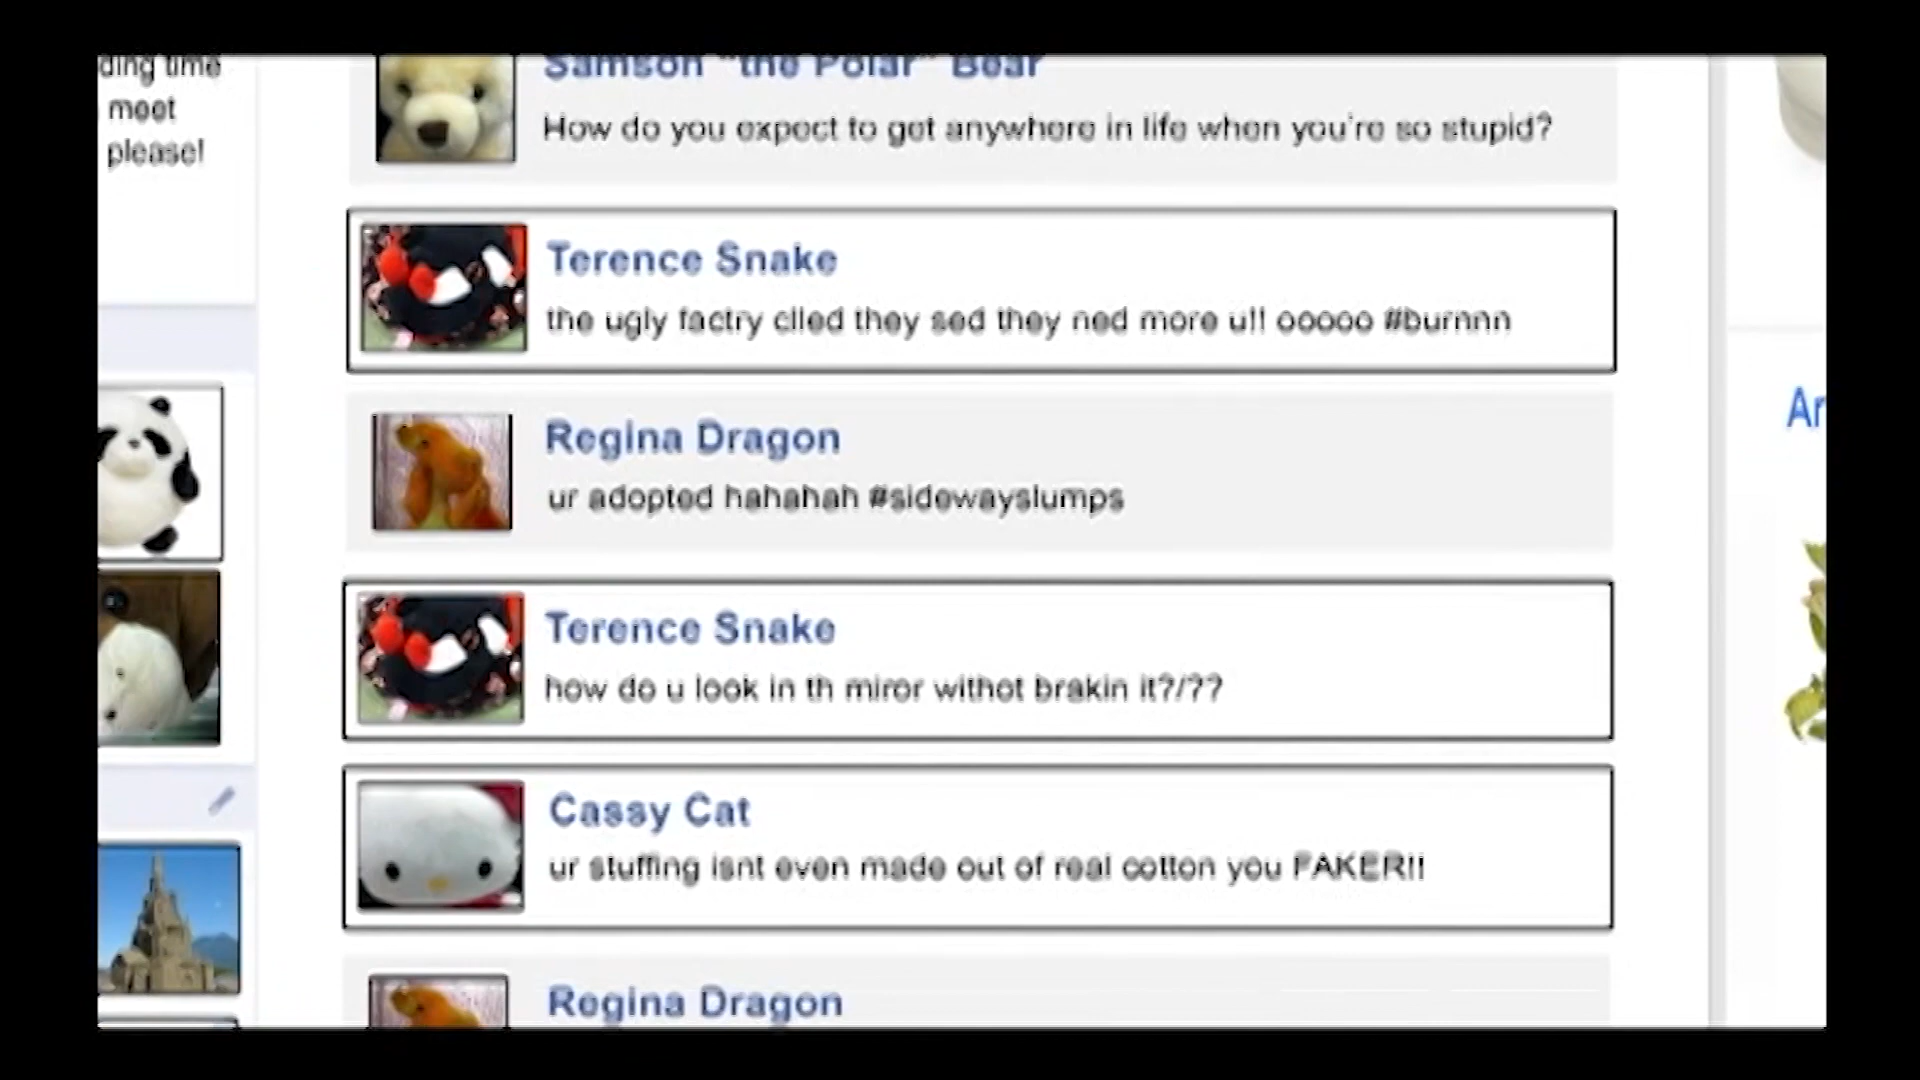 ding time
meet
please!
Samson "the Polar" Bear
How do you expect to get anywhere in life when you're so stupid?
Terence Snake
the ugly factry clled they sed they ned more u!! ooooo #burnnn
Regina Dragon
ur adopted hahahah #sidewayslumps
Terence Snake
how do u look in th miror withot brakin it?/??
Cassy Cat
ur stuffing isnt even made out of real cotton you FAKER!!
Regina Dragon
Ar